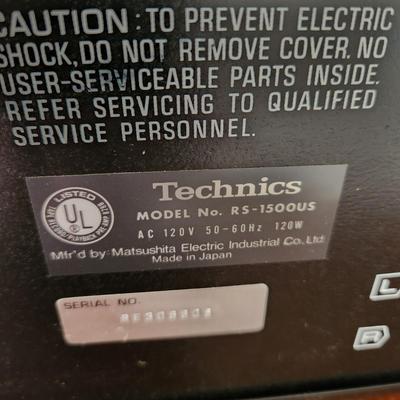 CAUTION: TO PREVENT ELECTRIC
SHOCK, DO NOT REMOVE COVER. NO
USER-SERVICEABLE PARTS INSIDE.
REFER SERVICING TO QUALIFIED
SERVICE PERSONNEL.
LISTED
UL
Technics
MODEL No. RS-1500US
AC 120V 50-60Hz 120W
Mfr'd by: Matsushita Electric Industrial Co., Ltd.
Made in Japan
SERIAL NO.
L
R